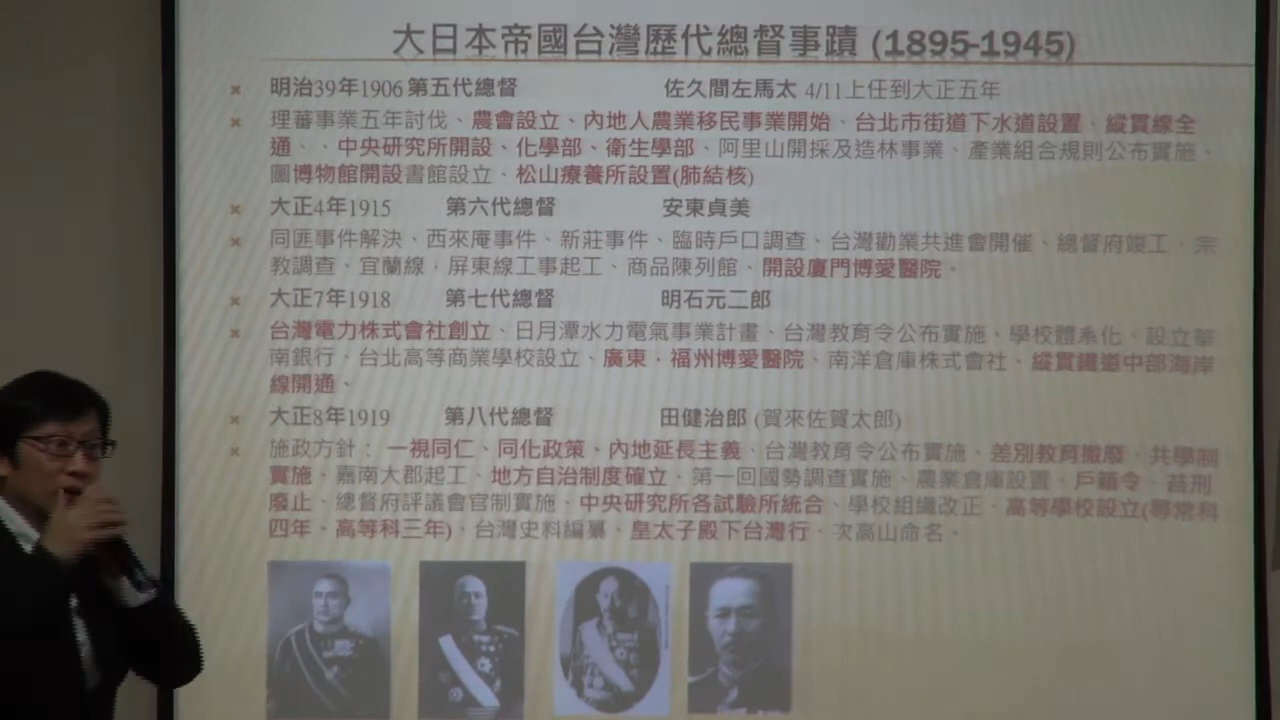 大日本帝國台灣歷代總督事蹟 (1895-1945)
明治39年1906 第五代總督 佐久間左馬太 4/11上任到大正五年
理蕃事業五年討伐、農會設立、內地人農業移民事業開始、台北市街道下水道設置、縱貫線全
通、、中央研究所開設、化學部、衛生學部、阿里山開採及造林事業、產業組合規則公布實施、
圖博物館開設書館設立、松山療養所設置(肺結核)
大正4年1915 第六代總督 安東貞美
同匪事件解決、西來庵事件、新莊事件、臨時戶口調查、台灣勸業共進會開催、總督府竣工、宗
教調查、宜蘭線，屏東線工事起工、商品陳列館、開設廈門博愛醫院。
大正7年1918 第七代總督 明石元二郎
台灣電力株式會社創立、日月潭水力電氣事業計畫、台灣教育令公布實施、學校體系化、設立華
南銀行、台北高等商業學校設立、廣東，福州博愛醫院、南洋倉庫株式會社、縱貫鐵道中部海岸
線開通、
大正8年1919 第八代總督 田健治郎 (賀來佐賀太郎)
施政方針： 一視同仁、同化政策、內地延長主義、台灣教育令公布實施、差別教育撤廢、共學制
實施、嘉南大郡起工、地方自治制度確立、第一回國勢調查實施、農業倉庫設置、戶籍令、笞刑
廢止、總督府評議會官制實施、中央研究所各試驗所統合、學校組織改正、高等學校設立(尋常科
四年，高等科三年)、台灣史料編纂、皇太子殿下台灣行、次高山命名。